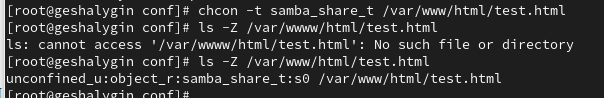 [root@geshalygin conf]# chcon -t samba_share_t /var/www/html/test.html
[root@geshalygin conf]# ls -Z /var/wwww/html/test.html
ls: cannot access '/var/wwww/html/test.html': No such file or directory
[root@geshalygin conf]# ls -Z /var/www/html/test.html
unconfined_u:object_r:samba_share_t:s0 /var/www/html/test.html
[root@geshalygin conf]#